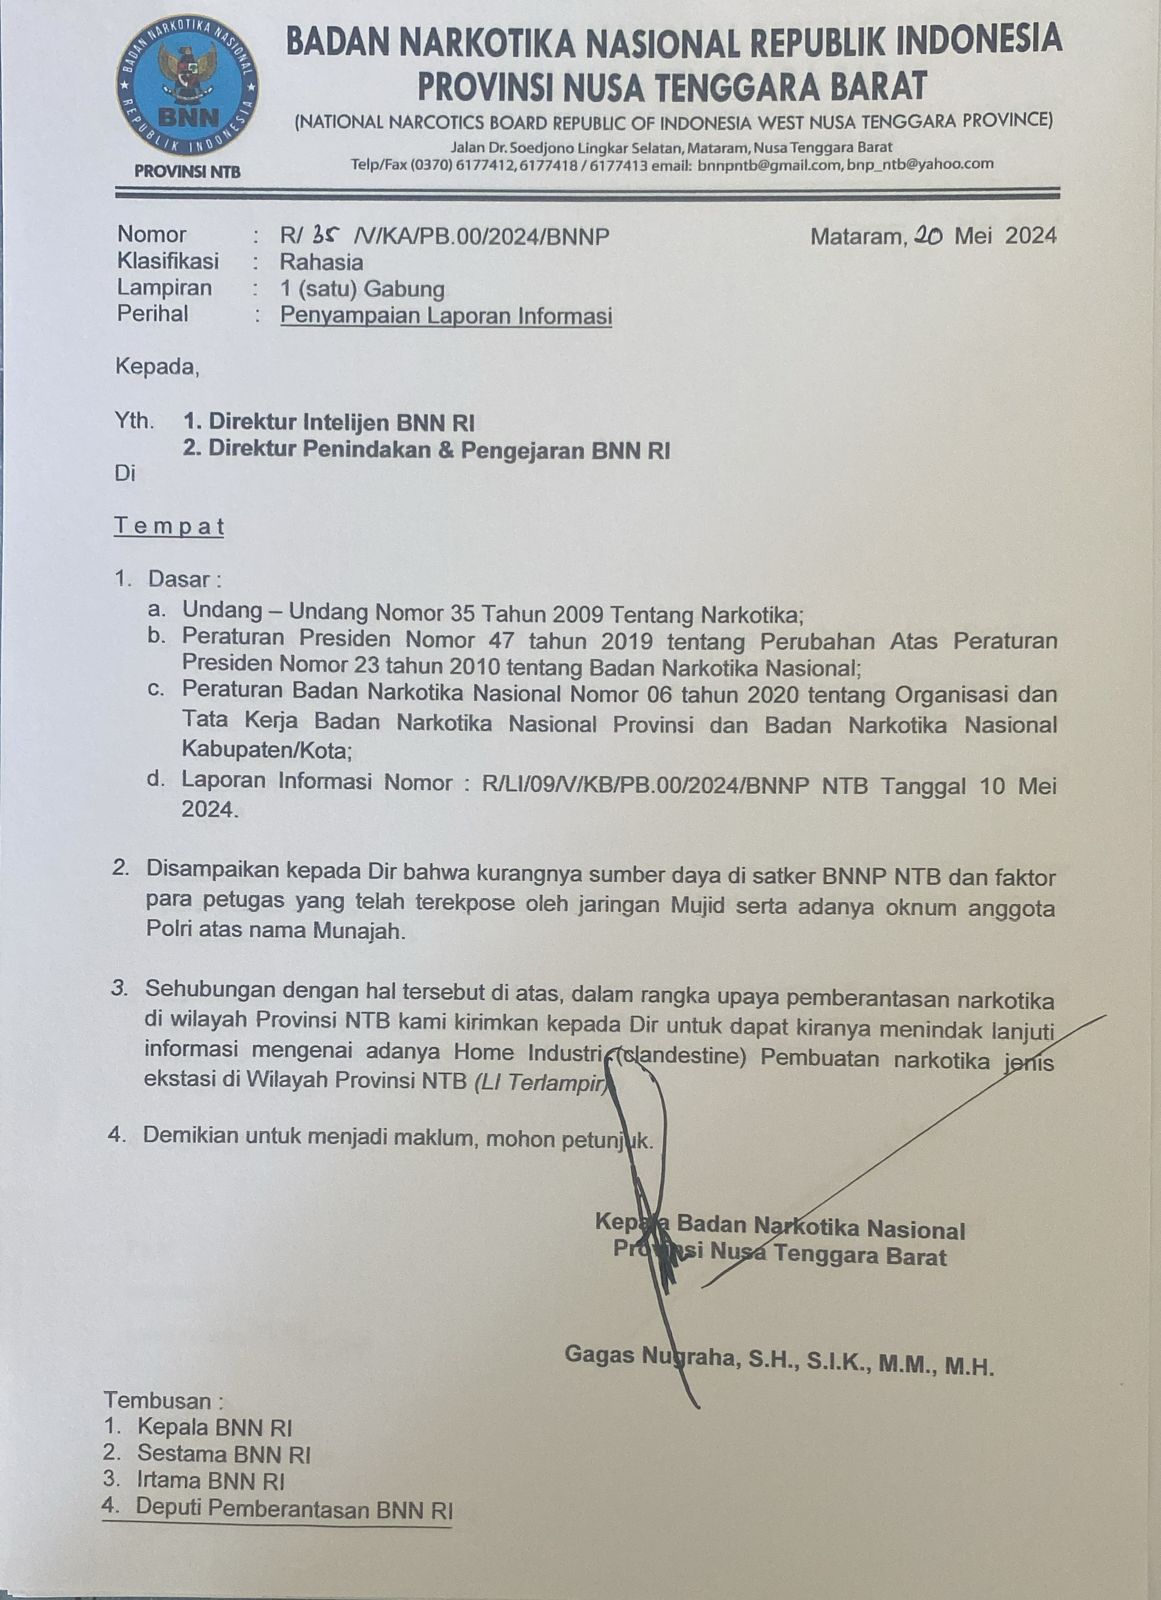 BADAN NARKOTIKA NASIONAL
REPUBLIK INDONESIA
BNN
PROVINSI NTB
BADAN NARKOTIKA NASIONAL REPUBLIK INDONESIA
PROVINSI NUSA TENGGARA BARAT
(NATIONAL NARCOTICS BOARD REPUBLIC OF INDONESIA WEST NUSA TENGGARA PROVINCE)
Jalan Dr. Soedjono Lingkar Selatan, Mataram, Nusa Tenggara Barat
Telp/Fax (0370) 6177412, 6177418 / 6177413 email: bnnpntb@gmail.com, bnp_ntb@yahoo.com
Nomor : R/ 35 /V/KA/PB.00/2024/BNNP Mataram, 20 Mei 2024
Klasifikasi : Rahasia
Lampiran : 1 (satu) Gabung
Perihal : Penyampaian Laporan Informasi
Kepada,
Yth. 1. Direktur Intelijen BNN RI
2. Direktur Penindakan & Pengejaran BNN RI
Di
T e m p a t
1. Dasar :
a. Undang – Undang Nomor 35 Tahun 2009 Tentang Narkotika;
b. Peraturan Presiden Nomor 47 tahun 2019 tentang Perubahan Atas Peraturan
Presiden Nomor 23 tahun 2010 tentang Badan Narkotika Nasional;
c. Peraturan Badan Narkotika Nasional Nomor 06 tahun 2020 tentang Organisasi dan
Tata Kerja Badan Narkotika Nasional Provinsi dan Badan Narkotika Nasional
Kabupaten/Kota;
d. Laporan Informasi Nomor : R/LI/09/V/KB/PB.00/2024/BNNP NTB Tanggal 10 Mei
2024.
2. Disampaikan kepada Dir bahwa kurangnya sumber daya di satker BNNP NTB dan faktor
para petugas yang telah terekpose oleh jaringan Mujid serta adanya oknum anggota
Polri atas nama Munajah.
3. Sehubungan dengan hal tersebut di atas, dalam rangka upaya pemberantasan narkotika
di wilayah Provinsi NTB kami kirimkan kepada Dir untuk dapat kiranya menindak lanjuti
informasi mengenai adanya Home Industri (clandestine) Pembuatan narkotika jenis
ekstasi di Wilayah Provinsi NTB (LI Terlampir)
4. Demikian untuk menjadi maklum, mohon petunjuk.
Kepala Badan Narkotika Nasional
Provinsi Nusa Tenggara Barat
Gagas Nugraha, S.H., S.I.K., M.M., M.H.
Tembusan :
1. Kepala BNN RI
2. Sestama BNN RI
3. Irtama BNN RI
4. Deputi Pemberantasan BNN RI